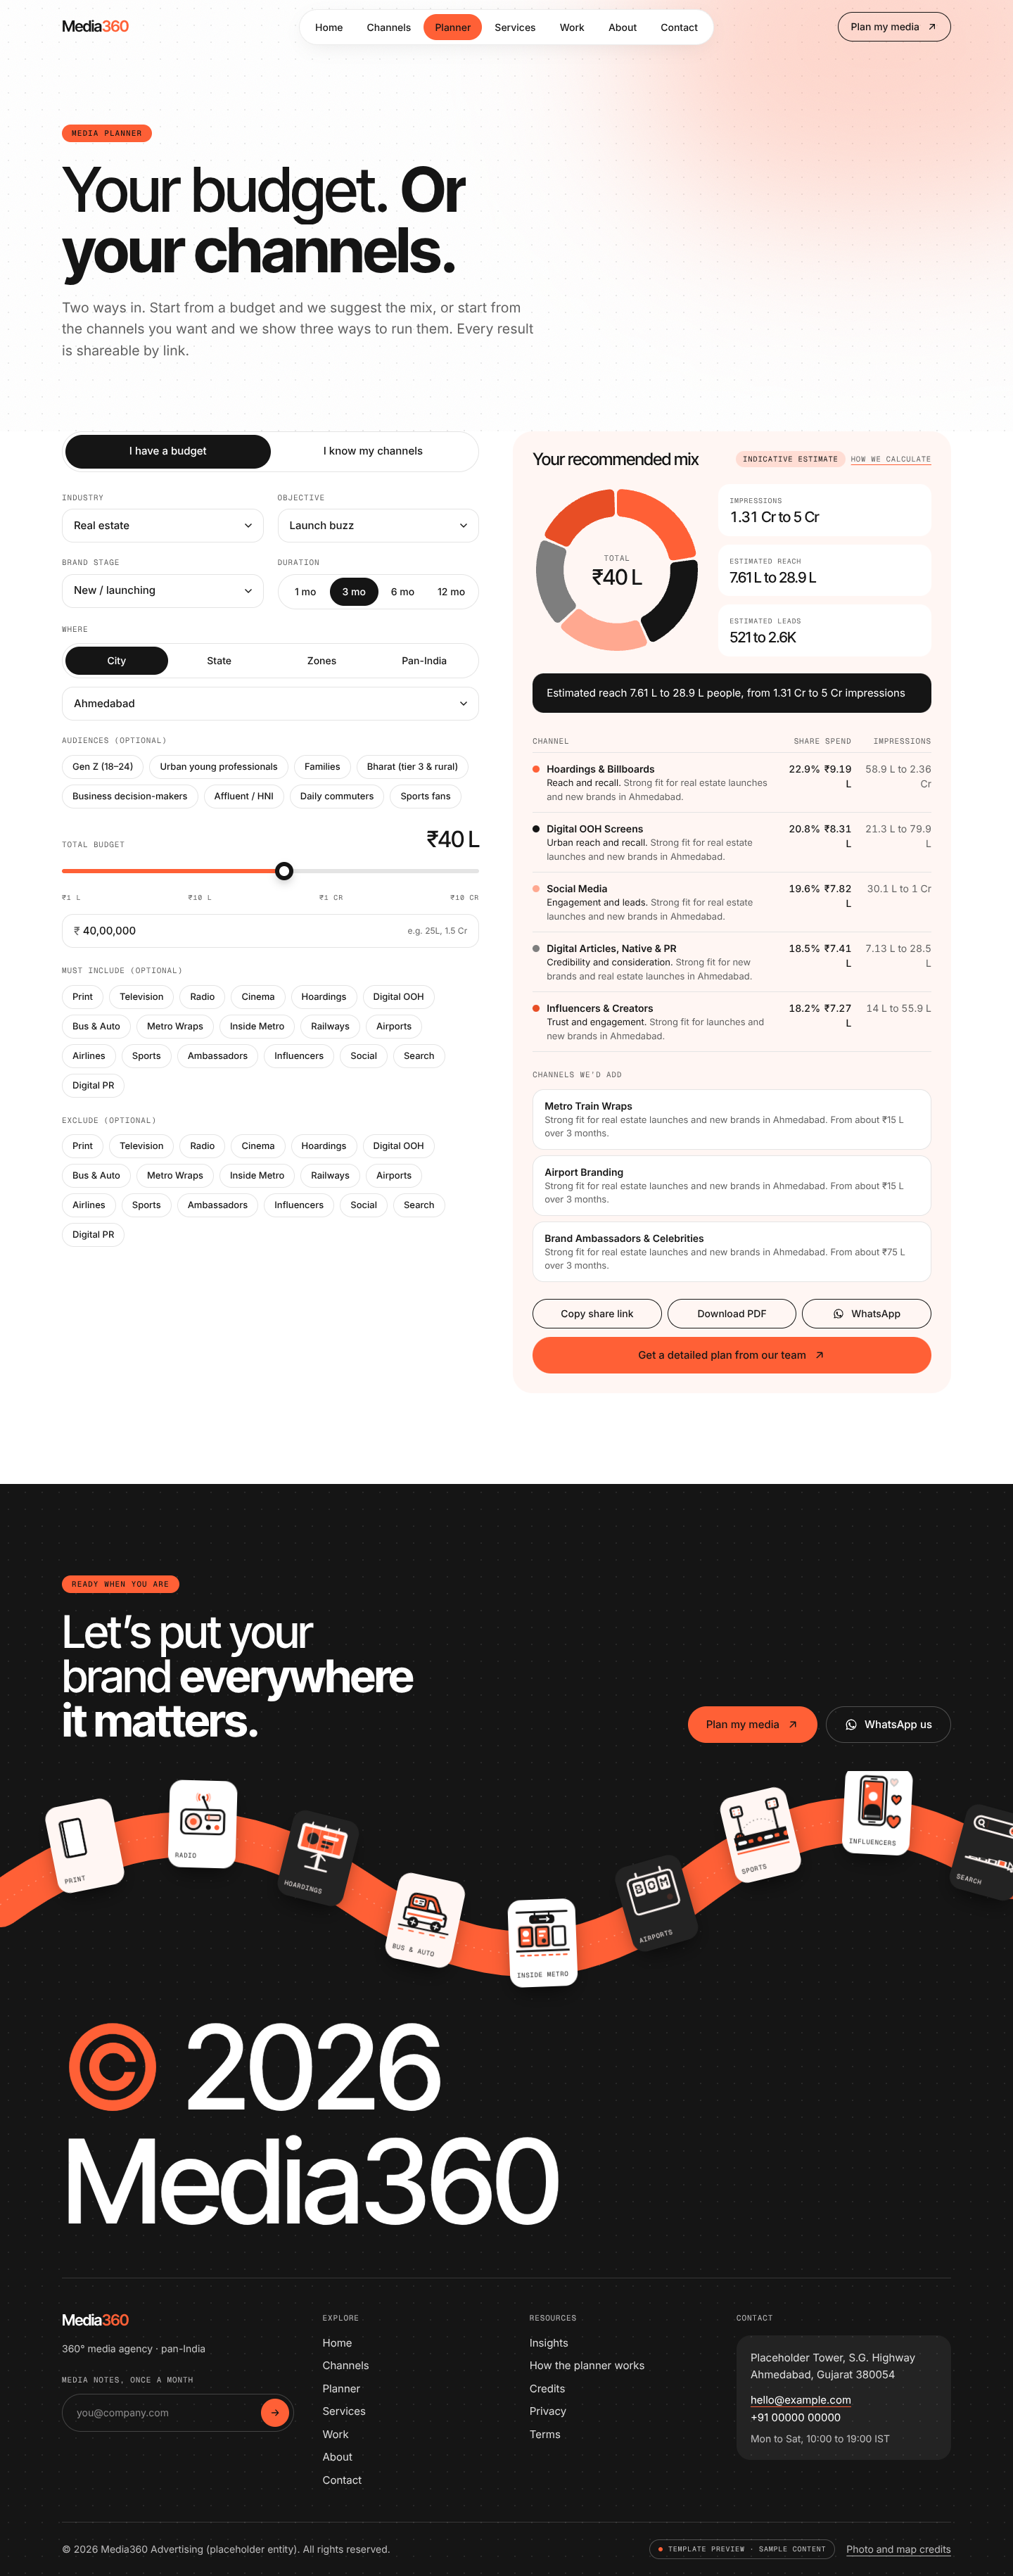 Media360
Home Channels Planner Services Work About Contact
Plan my media
MEDIA PLANNER
Your budget. Or
your channels.
Two ways in. Start from a budget and we suggest the mix, or start from
the channels you want and we show three ways to run them. Every result
is shareable by link.
I have a budget I know my channels
INDUSTRY OBJECTIVE
Real estate Launch buzz
BRAND STAGE DURATION
New / launching 1 mo 3 mo 6 mo 12 mo
WHERE
City State Zones Pan-India
Ahmedabad
AUDIENCES (OPTIONAL)
Gen Z (18–24) Urban young professionals Families Bharat (tier 3 & rural)
Business decision-makers Affluent / HNI Daily commuters Sports fans
TOTAL BUDGET ₹40 L
₹1 L ₹10 L ₹1 CR ₹10 CR
₹ 40,00,000 e.g. 25L, 1.5 Cr
MUST INCLUDE (OPTIONAL)
Print Television Radio Cinema Hoardings Digital OOH
Bus & Auto Metro Wraps Inside Metro Railways Airports
Airlines Sports Ambassadors Influencers Social Search
Digital PR
EXCLUDE (OPTIONAL)
Print Television Radio Cinema Hoardings Digital OOH
Bus & Auto Metro Wraps Inside Metro Railways Airports
Airlines Sports Ambassadors Influencers Social Search
Digital PR
Your recommended mix INDICATIVE ESTIMATE HOW WE CALCULATE
TOTAL
₹40 L
IMPRESSIONS
1.31 Cr to 5 Cr
ESTIMATED REACH
7.61 L to 28.9 L
ESTIMATED LEADS
521 to 2.6K
Estimated reach 7.61 L to 28.9 L people, from 1.31 Cr to 5 Cr impressions
CHANNEL SHARE SPEND IMPRESSIONS
Hoardings & Billboards 22.9% ₹9.19 58.9 L to 2.36
Reach and recall. Strong fit for real estate launches L Cr
and new brands in Ahmedabad.
Digital OOH Screens 20.8% ₹8.31 21.3 L to 79.9
Urban reach and recall. Strong fit for real estate L L
launches and new brands in Ahmedabad.
Social Media 19.6% ₹7.82 30.1 L to 1 Cr
Engagement and leads. Strong fit for real estate L
launches and new brands in Ahmedabad.
Digital Articles, Native & PR 18.5% ₹7.41 7.13 L to 28.5
Credibility and consideration. Strong fit for new L L
brands and real estate launches in Ahmedabad.
Influencers & Creators 18.2% ₹7.27 14 L to 55.9 L
Trust and engagement. Strong fit for launches and L
new brands in Ahmedabad.
CHANNELS WE'D ADD
Metro Train Wraps
Strong fit for real estate launches and new brands in Ahmedabad. From about ₹15 L
over 3 months.
Airport Branding
Strong fit for real estate launches and new brands in Ahmedabad. From about ₹15 L
over 3 months.
Brand Ambassadors & Celebrities
Strong fit for real estate launches and new brands in Ahmedabad. From about ₹75 L
over 3 months.
Copy share link Download PDF WhatsApp
Get a detailed plan from our team
READY WHEN YOU ARE
Let's put your
brand everywhere
it matters.
Plan my media WhatsApp us
PRINT
RADIO
HOARDINGS
BUS & AUTO
INSIDE METRO
BOM
AIRPORTS
SPORTS
INFLUENCERS
SEARCH
© 2026
Media360
Media360
360° media agency · pan-India
MEDIA NOTES, ONCE A MONTH
you@company.com
EXPLORE
Home
Channels
Planner
Services
Work
About
Contact
RESOURCES
Insights
How the planner works
Credits
Privacy
Terms
CONTACT
Placeholder Tower, S.G. Highway
Ahmedabad, Gujarat 380054
hello@example.com
+91 00000 00000
Mon to Sat, 10:00 to 19:00 IST
© 2026 Media360 Advertising (placeholder entity). All rights reserved.
TEMPLATE PREVIEW · SAMPLE CONTENT
Photo and map credits